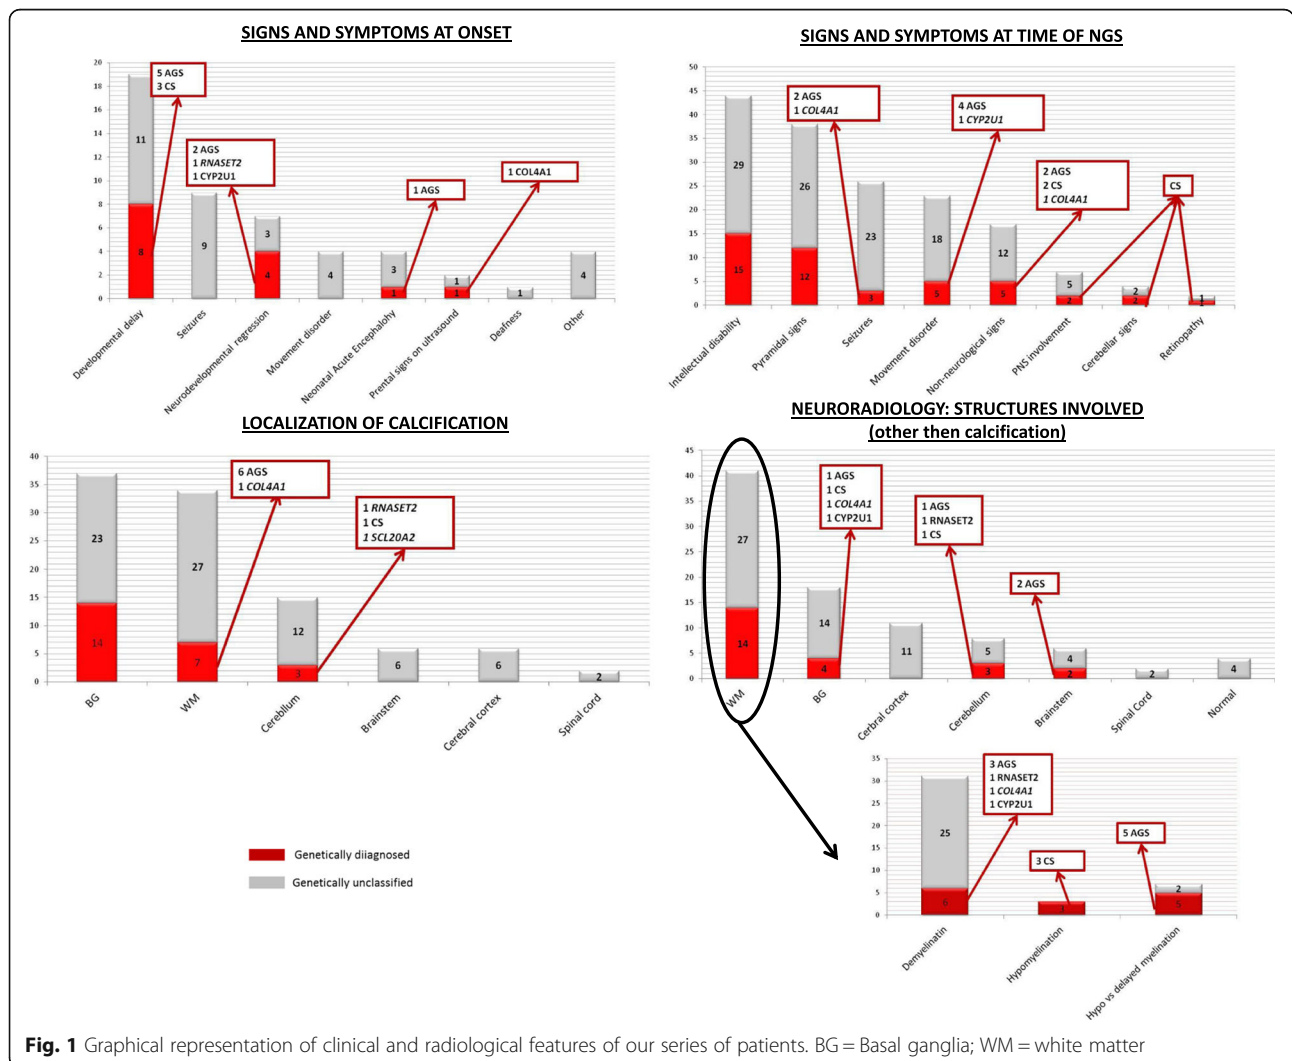 SIGNS AND SYMPTOMS AT ONSET
20
18
16
14
12
10
8
6
4
2
0
5 AGS
3 CS
2 AGS
1 RNASET2
1 CYP2U1
1 AGS
1 COL4A1
11
8
9
3
4
4
3
1
1
1
1
4
Developmental delay
Seizures
Neurodevelopmental regression
Movement disorder
Neonatal Acute Encephalohy
Prental signs on ultrasound
Deafness
Other
SIGNS AND SYMPTOMS AT TIME OF NGS
50
45
40
35
30
25
20
15
10
5
0
2 AGS
1 COL4A1
4 AGS
1 CYP2U1
2 AGS
2 CS
1 COL4A1
CS
29
15
26
12
23
3
18
5
12
5
5
2
2
2
1
1
Intellectual disability
Pyramidal signs
Seizures
Movement disorder
Non-neurological signs
PNS involvement
Cerebellar signs
Retinopathy
LOCALIZATION OF CALCIFICATION
40
35
30
25
20
15
10
5
0
6 AGS
1 COL4A1
1 RNASET2
1 CS
1 SCL20A2
23
14
27
7
12
3
6
6
2
BG
WM
Cerebllum
Brainstem
Cerebral cortex
Spinal cord
NEURORADIOLOGY: STRUCTURES INVOLVED
(other then calcification)
45
40
35
30
25
20
15
10
5
0
1 AGS
1 CS
1 COL4A1
1 CYP2U1
1 AGS
1 RNASET2
1 CS
2 AGS
27
14
14
4
11
5
3
4
2
2
4
WM
BG
Cerbral cortex
Cerebellum
Brainstem
Spinal Cord
Normal
35
30
25
20
15
10
5
0
3 AGS
1 RNASET2
1 COL4A1
1 CYP2U1
3 CS
5 AGS
25
6
3
2
5
Demyelinatin
Hypomyelination
Hypo vs delayed myelination
Genetically diiagnosed
Genetically unclassified
Fig. 1 Graphical representation of clinical and radiological features of our series of patients. BG = Basal ganglia; WM = white matter